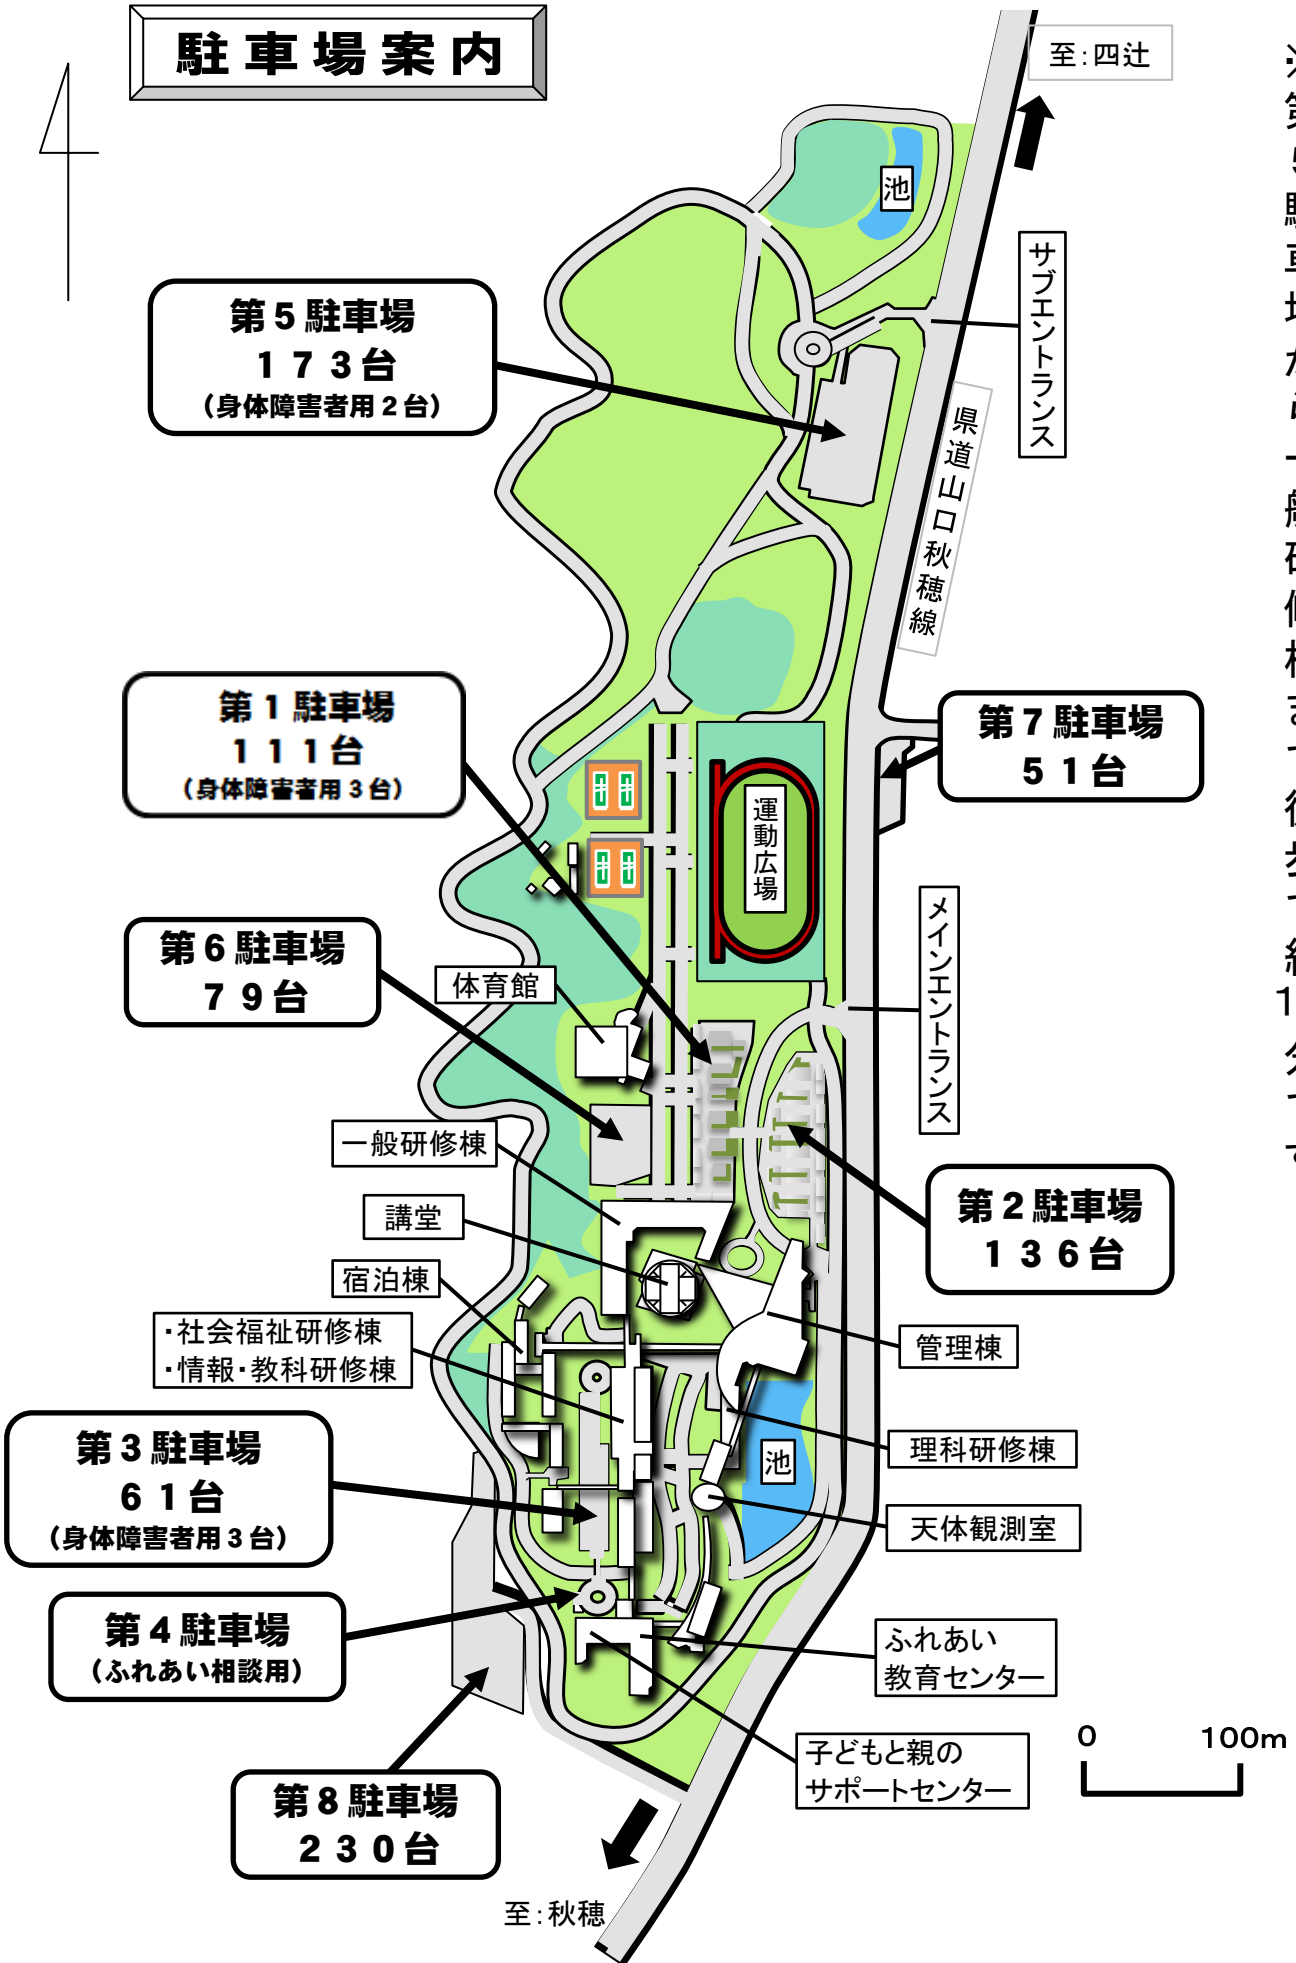 駐車場案内
至:四辻
池
サブエントランス
第5駐車場
173台
(身体障害者用2台)
県道山口秋穂線
第1駐車場
111台
(身体障害者用3台)
第7駐車場
51台
運動広場
メインエントランス
第6駐車場
79台
体育館
一般研修棟
講堂
宿泊棟
・社会福祉研修棟
・情報・教科研修棟
第2駐車場
136台
管理棟
理科研修棟
池
天体観測室
第3駐車場
61台
(身体障害者用3台)
第4駐車場
(ふれあい相談用)
ふれあい
教育センター
子どもと親の
サポートセンター
0 100m
第8駐車場
230台
至:秋穂